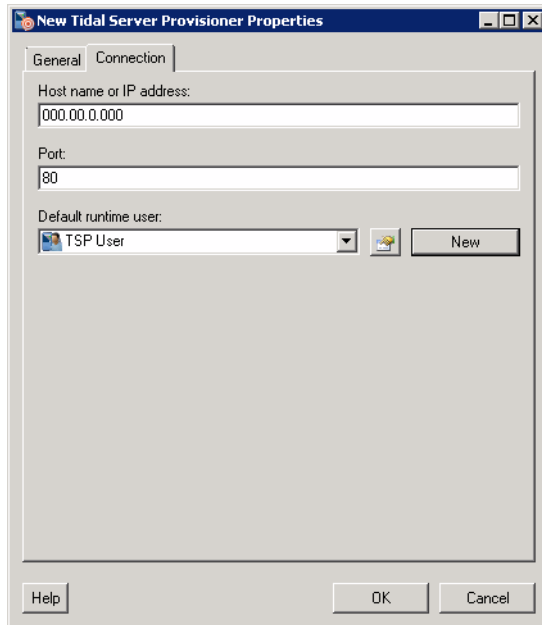 New Tidal Server Provisioner Properties
General Connection
Host name or IP address:
000.00.0.000
Port:
80
Default runtime user:
TSP User New
Help OK Cancel